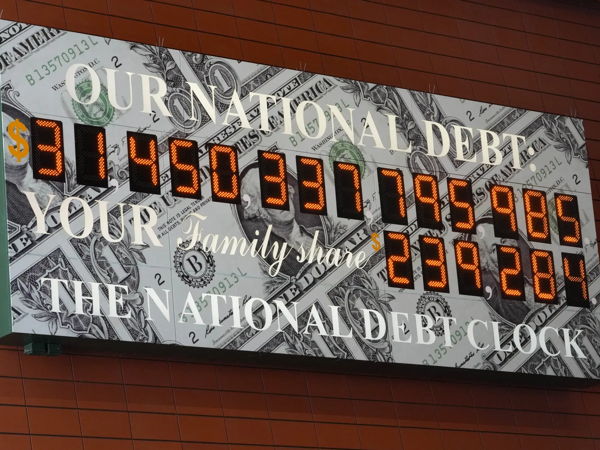 OUR NATIONAL DEBT:
$31,450,337,795,985
YOUR Family share $239,284
THE NATIONAL DEBT CLOCK